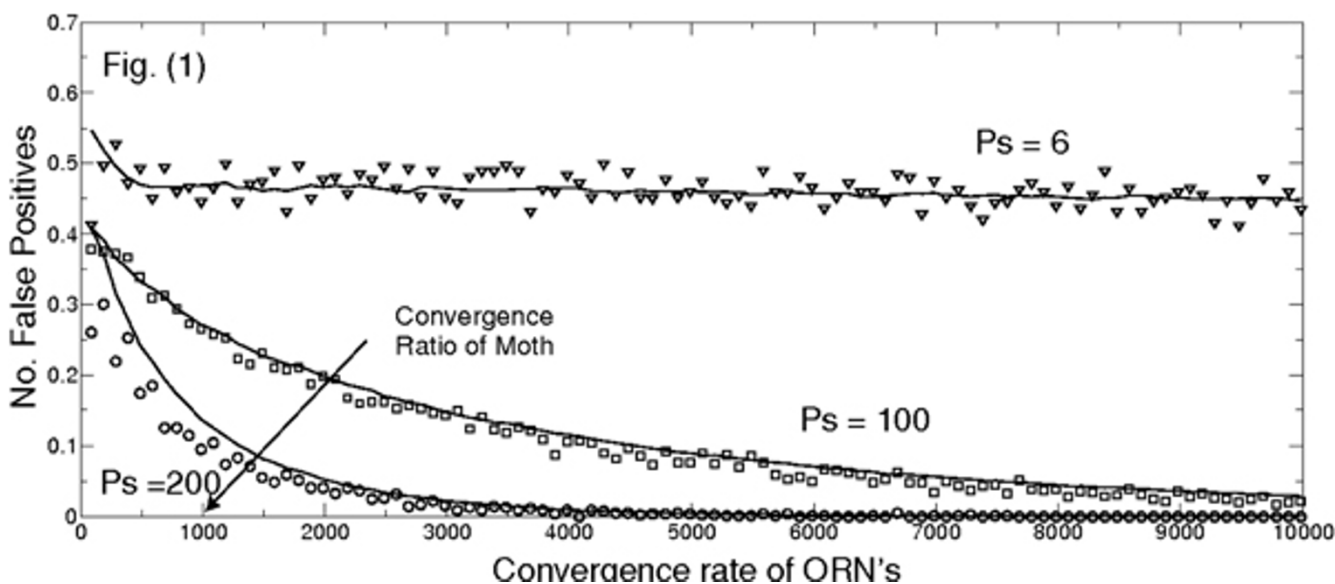 0.7
Fig. (1)
0.6
Ps = 6
0.5
0.4
0.3
Convergence
Ratio of Moth
0.2
Ps = 100
0.1
Ps =200
0
0 1000 2000 3000 4000 5000 6000 7000 8000 9000 10000
No. False Positives
Convergence rate of ORN's